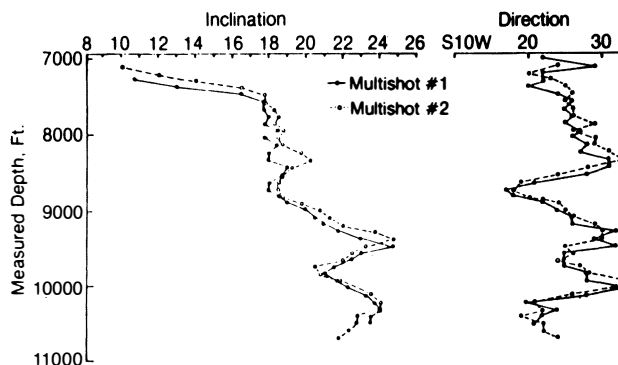 Inclination Direction
7000 8 10 12 14 16 18 20 22 24 26 28 S10W 20 30
8000
9000
10000
11000
Measured Depth, Ft.
Multishot #1
Multishot #2